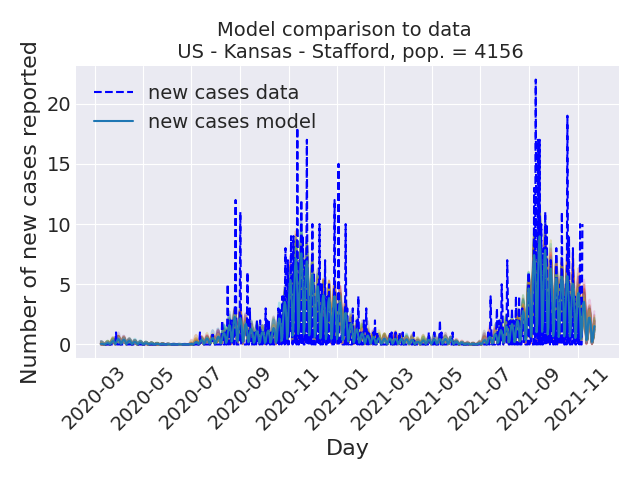 Model comparison to data
US - Kansas - Stafford, pop. = 4156
Number of new cases reported
20
15
10
5
0
new cases data
new cases model
2020-03
2020-05
2020-07
2020-09
2020-11
2021-01
2021-03
2021-05
2021-07
2021-09
2021-11
Day